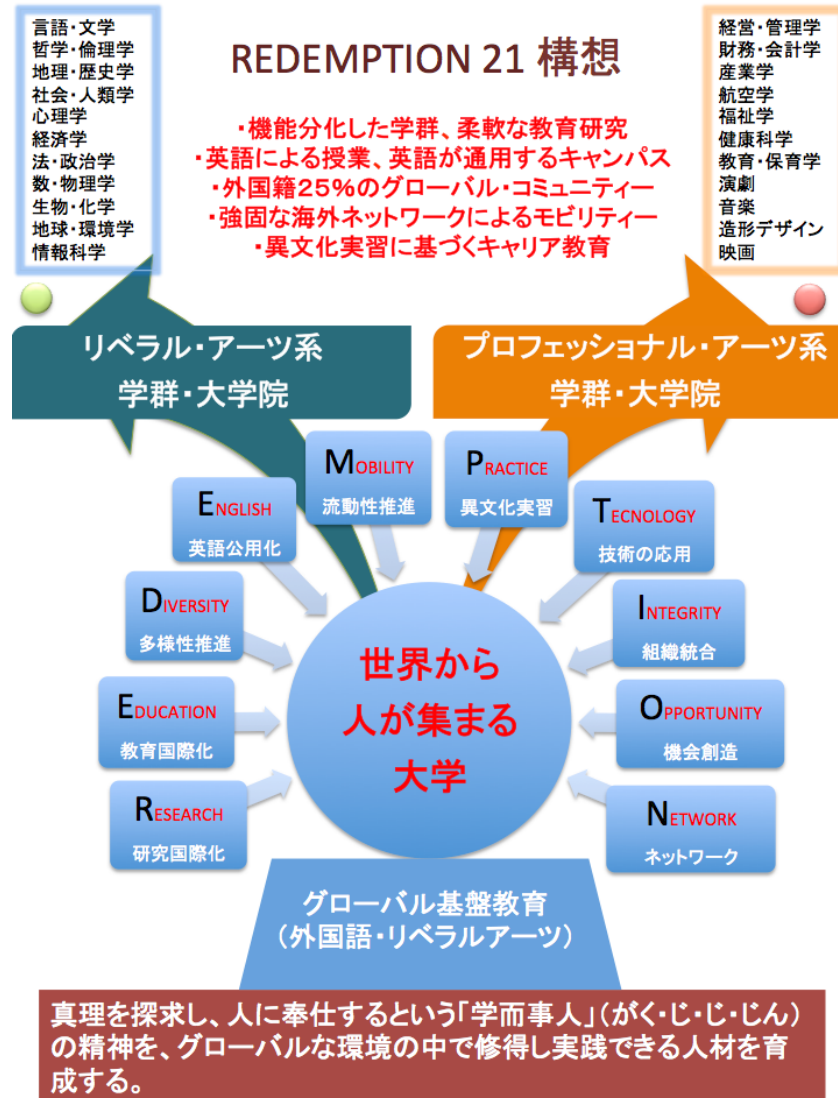 言語・文学
哲学・倫理学
地理・歴史学
社会・人類学
心理学
経済学
法・政治学
数・物理学
生物・化学
地球・環境学
情報科学
REDEMPTION 21 構想
・機能分化した学群、柔軟な教育研究
・英語による授業、英語が通用するキャンパス
・外国籍25%のグローバル・コミュニティー
・強固な海外ネットワークによるモビリティー
・異文化実習に基づくキャリア教育
経営・管理学
財務・会計学
産業学
航空学
福祉学
健康科学
教育・保育学
演劇
音楽
造形デザイン
映画
リベラル・アーツ系
学群・大学院
プロフェッショナル・アーツ系
学群・大学院
RESEARCH
研究国際化
EDUCATION
教育国際化
DIVERSITY
多様性推進
ENGLISH
英語公用化
MOBILITY
流動性推進
PRACTICE
異文化実習
TECNOLOGY
技術の応用
INTEGRITY
組織統合
OPPORTUNITY
機会創造
NETWORK
ネットワーク
世界から
人が集まる
大学
グローバル基盤教育
(外国語・リベラルアーツ)
真理を探求し、人に奉仕するという「学而事人」(がく・じ・じ・じん)
の精神を、グローバルな環境の中で修得し実践できる人材を育
成する。